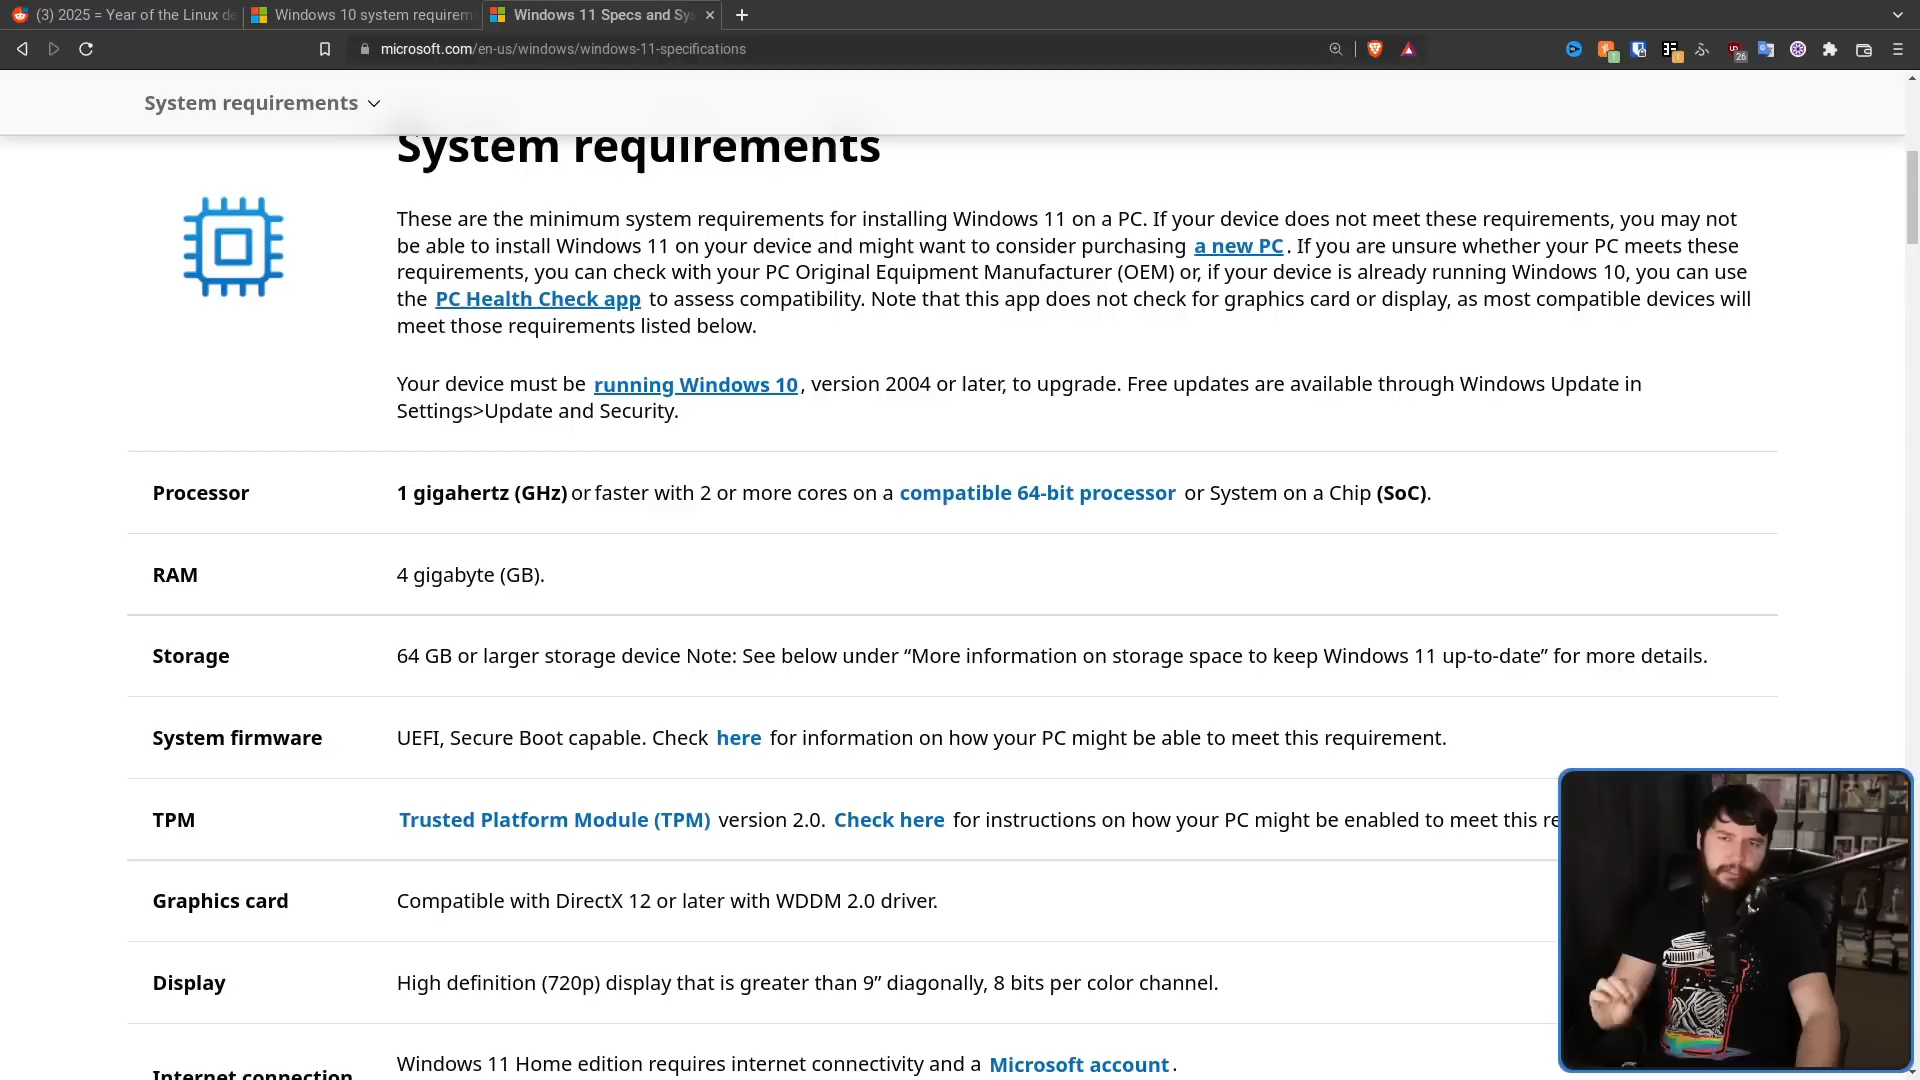 (3) 2025 = Year of the Linux de
Windows 10 system requirem
Windows 11 Specs and Sy
microsoft.com/en-us/windows/windows-11-specifications
1
26
System requirements
System requirements
These are the minimum system requirements for installing Windows 11 on a PC. If your device does not meet these requirements, you may not
be able to install Windows 11 on your device and might want to consider purchasing a new PC. If you are unsure whether your PC meets these
requirements, you can check with your PC Original Equipment Manufacturer (OEM) or, if your device is already running Windows 10, you can use
the PC Health Check app to assess compatibility. Note that this app does not check for graphics card or display, as most compatible devices will
meet those requirements listed below.
Your device must be running Windows 10, version 2004 or later, to upgrade. Free updates are available through Windows Update in
Settings>Update and Security.
Processor 1 gigahertz (GHz) or faster with 2 or more cores on a compatible 64-bit processor or System on a Chip (SoC).
RAM 4 gigabyte (GB).
Storage 64 GB or larger storage device Note: See below under “More information on storage space to keep Windows 11 up-to-date” for more details.
System firmware UEFI, Secure Boot capable. Check here for information on how your PC might be able to meet this requirement.
TPM Trusted Platform Module (TPM) version 2.0. Check here for instructions on how your PC might be enabled to meet this re
Graphics card Compatible with DirectX 12 or later with WDDM 2.0 driver.
Display High definition (720p) display that is greater than 9” diagonally, 8 bits per color channel.
Internet connection Windows 11 Home edition requires internet connectivity and a Microsoft account.